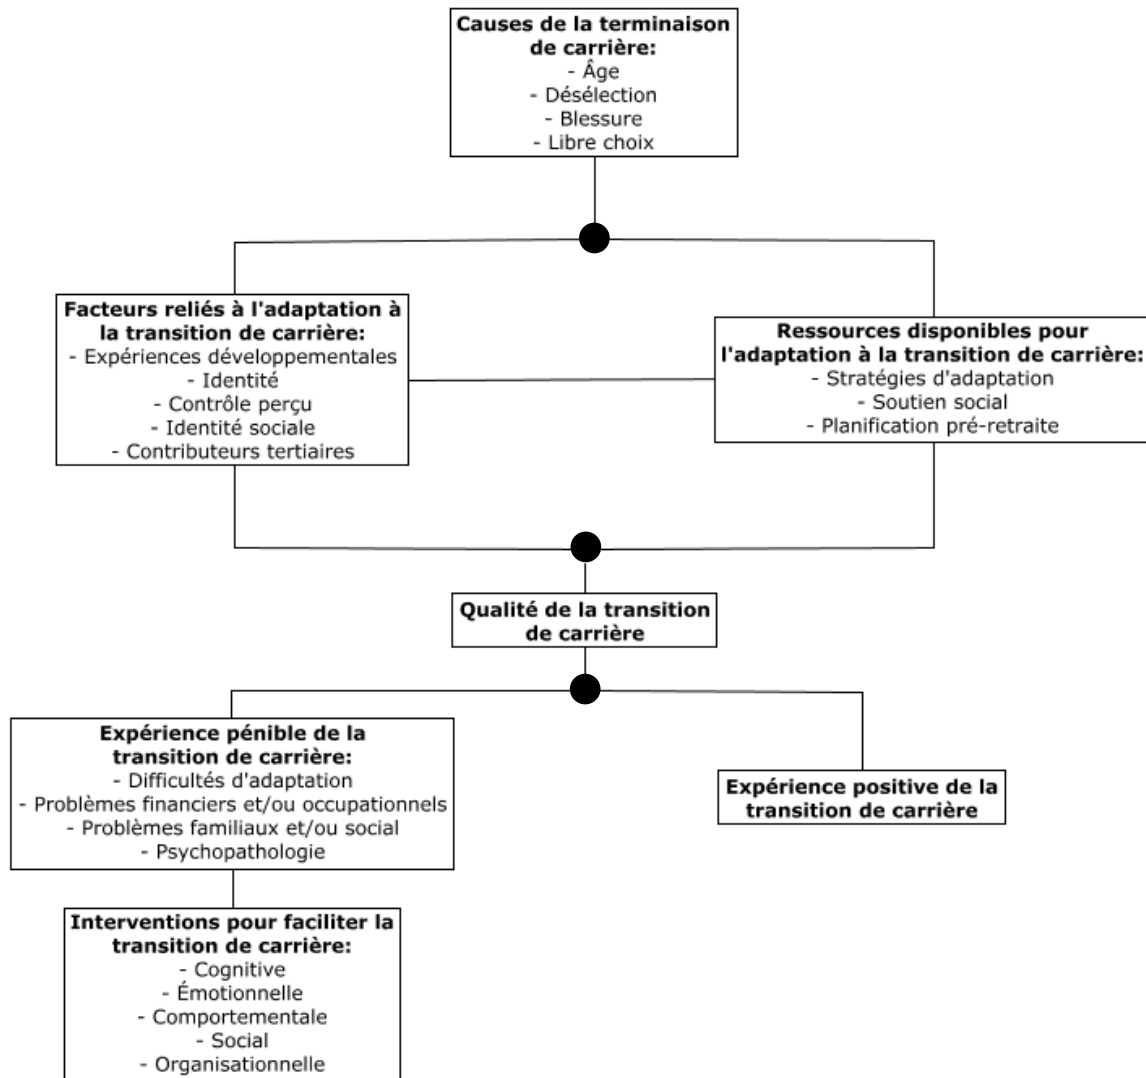 Causes de la terminaison
de carrière:
- Âge
- Désélection
- Blessure
- Libre choix
Facteurs reliés à l'adaptation à
la transition de carrière:
- Expériences développementales
- Identité
- Contrôle perçu
- Identité sociale
- Contributeurs tertiaires
Ressources disponibles pour
l'adaptation à la transition de carrière:
- Stratégies d'adaptation
- Soutien social
- Planification pré-retraite
Qualité de la transition
de carrière
Expérience pénible de la
transition de carrière:
- Difficultés d'adaptation
- Problèmes financiers et/ou occupationnels
- Problèmes familiaux et/ou social
- Psychopathologie
Expérience positive de la
transition de carrière
Interventions pour faciliter la
transition de carrière:
- Cognitive
- Émotionnelle
- Comportementale
- Social
- Organisationnelle